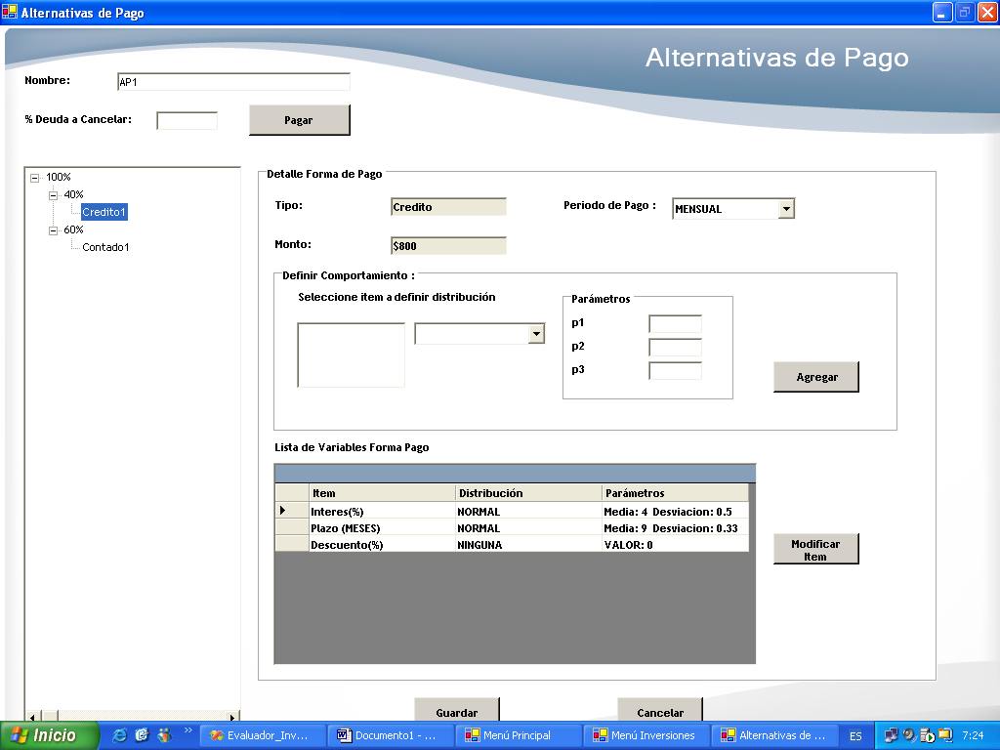 Alternativas de Pago
Alternativas de Pago
Nombre: AP1
% Deuda a Cancelar: Pagar
100%
40%
Credito1
60%
Contado1
Detalle Forma de Pago
Tipo: Credito Periodo de Pago : MENSUAL
Monto: $800
Definir Comportamiento :
Seleccione item a definir distribución
Parámetros
p1
p2
p3
Agregar
Lista de Variables Forma Pago
Item Distribución Parámetros
Interes(%) NORMAL Media: 4 Desviacion: 0.5
Plazo (MESES) NORMAL Media: 9 Desviacion: 0.33
Descuento(%) NINGUNA VALOR: 0
Modificar
Item
Guardar Cancelar
Inicio » Evaluador_Inv... Documento1 - ... Menú Principal Menú Inversiones Alternativas de ... ES 7:24